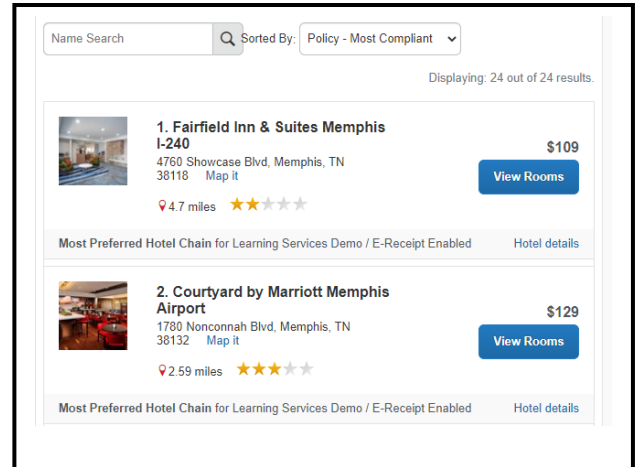 Name Search Sorted By: Policy - Most Compliant
Displaying: 24 out of 24 results.
1. Fairfield Inn & Suites Memphis
I-240
$109
4760 Showcase Blvd, Memphis, TN
38118 Map it
View Rooms
4.7 miles
Most Preferred Hotel Chain for Learning Services Demo / E-Receipt Enabled Hotel details
2. Courtyard by Marriott Memphis
Airport
$129
1780 Nonconnah Blvd, Memphis, TN
38132 Map it
View Rooms
2.59 miles
Most Preferred Hotel Chain for Learning Services Demo / E-Receipt Enabled Hotel details